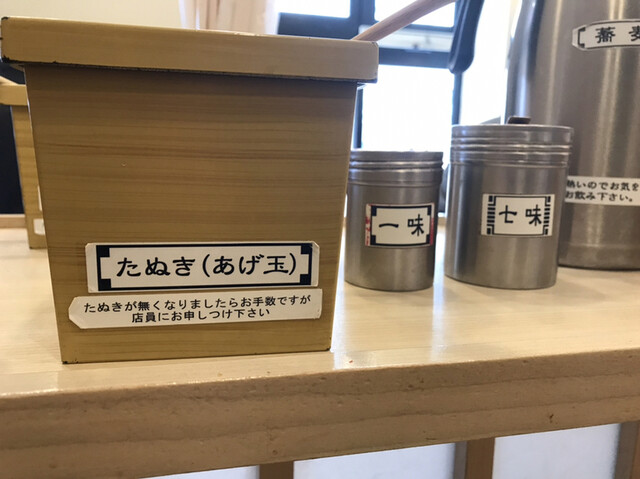 たぬき(あげ玉)
たぬきが無くなりましたらお手数ですが
店員にお申しつけ下さい
一味
七味
蕎麦
熱いのでお気を
お飲み下さい。